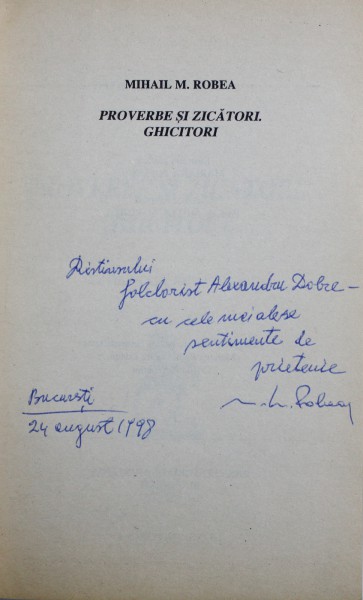 MIHAIL M. ROBEA
PROVERBE ȘI ZICĂTORI.
GHICITORI
Distinsului
folclorist Alexandru Dobre –
cu cele mai alese
sentimente de
prietenie
M. M. Robea
București
24 august 1998